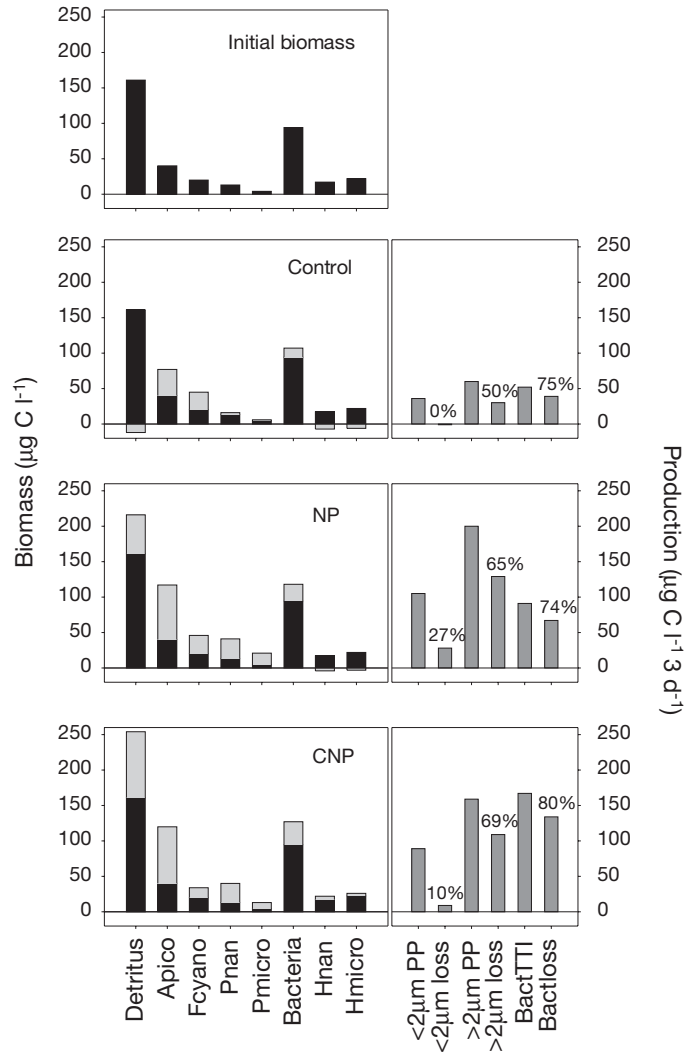 250
200
150
100
50
0
Initial biomass
250
200
150
100
50
0
Control
0%
50%
75%
250
200
150
100
50
0
250
200
150
100
50
0
NP
27%
65%
74%
250
200
150
100
50
0
250
200
150
100
50
0
CNP
10%
69%
80%
250
200
150
100
50
0
Biomass (µg C l-1)
Production (µg C l-1 3 d-1)
Detritus
Apico
Fcyano
Pnan
Pmicro
Bacteria
Hnan
Hmicro
<2µm PP
<2µm loss
>2µm PP
>2µm loss
BactTTI
Bactloss